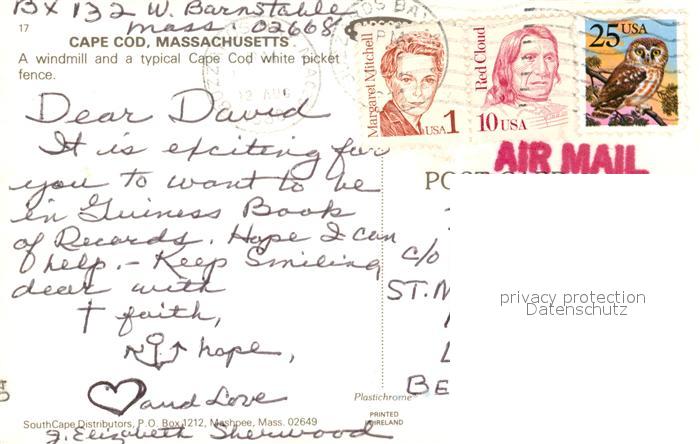 Bx 132 W. Barnstable
Mass. 02668
17
CAPE COD, MASSACHUSETTS
A windmill and a typical Cape Cod white picket
fence.
Dear David
It is exciting for
you to want to be
in Guiness Book
of Records. Hope I can
help. - Keep Smiling
dear with
† faith,
hope,
and Love
J. Elizabeth Sherwood
SouthCape Distributors, P.O. Box 1212, Mashpee, Mass. 02649
Margaret Mitchell
USA 1
Red Cloud
10 USA
25 USA
AIR MAIL
c/o
ST. M
BE
privacy protection
Datenschutz
Plastichrome
PRINTED
IRELAND